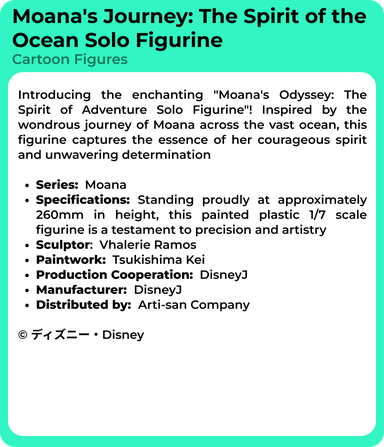 Moana's Journey: The Spirit of the
Ocean Solo Figurine
Cartoon Figures
Introducing the enchanting "Moana's Odyssey: The
Spirit of Adventure Solo Figurine"! Inspired by the
wondrous journey of Moana across the vast ocean, this
figurine captures the essence of her courageous spirit
and unwavering determination
• Series: Moana
• Specifications: Standing proudly at approximately
260mm in height, this painted plastic 1/7 scale
figurine is a testament to precision and artistry
• Sculptor: Vhalerie Ramos
• Paintwork: Tsukishima Kei
• Production Cooperation: DisneyJ
• Manufacturer: DisneyJ
• Distributed by: Arti-san Company
© ディズニー・Disney